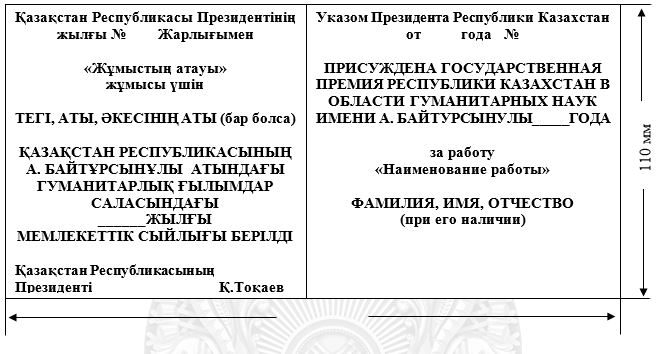 Қазақстан Республикасы Президентінің
жылғы № Жарлығымен
«Жұмыстың атауы»
жұмысы үшін
ТЕГІ, АТЫ, ӘКЕСІНІҢ АТЫ (бар болса)
ҚАЗАҚСТАН РЕСПУБЛИКАСЫНЫҢ
А. БАЙТҰРСЫНҰЛЫ АТЫНДАҒЫ
ГУМАНИТАРЛЫҚ ҒЫЛЫМДАР
САЛАСЫНДАҒЫ
______ЖЫЛҒЫ
МЕМЛЕКЕТТІК СЫЙЛЫҒЫ БЕРІЛДІ
Қазақстан Республикасының
Президенті Қ.Тоқаев
Указом Президента Республики Казахстан
от года №
ПРИСУЖДЕНА ГОСУДАРСТВЕННАЯ
ПРЕМИЯ РЕСПУБЛИКИ КАЗАХСТАН В
ОБЛАСТИ ГУМАНИТАРНЫХ НАУК
ИМЕНИ А. БАЙТУРСЫНУЛЫ_____ГОДА
за работу
«Наименование работы»
ФАМИЛИЯ, ИМЯ, ОТЧЕСТВО
(при его наличии)
110 мм